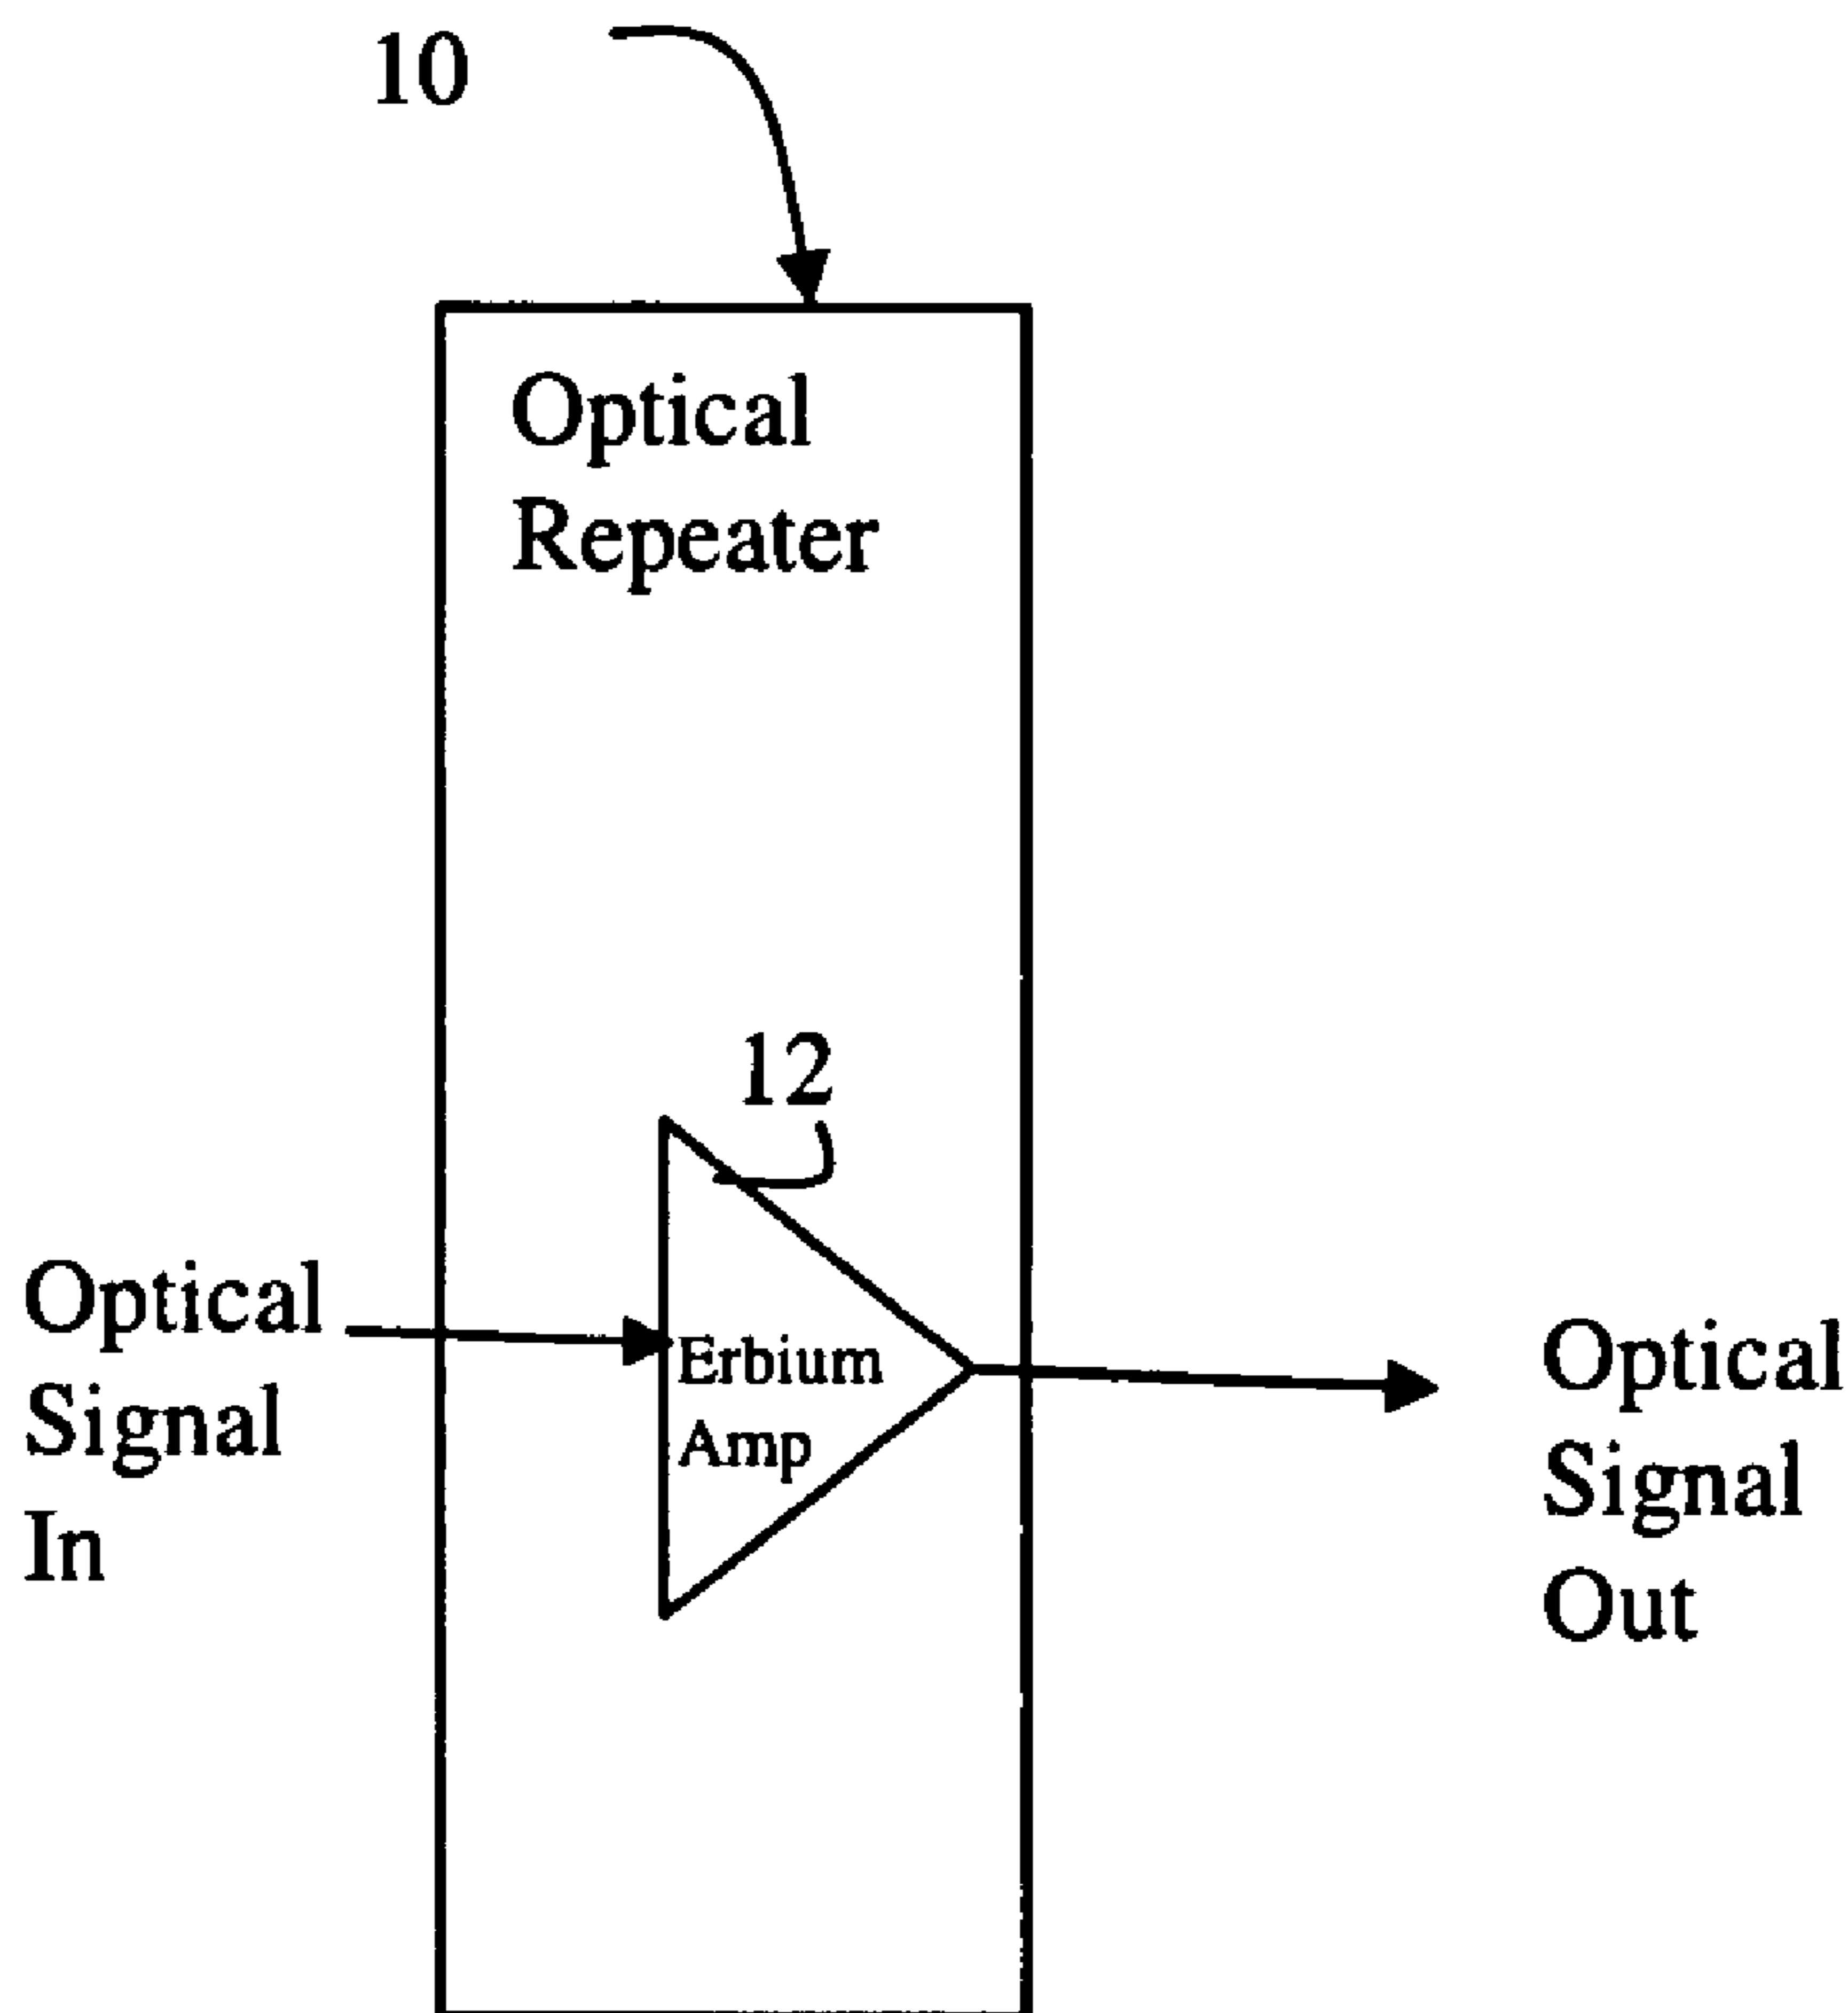 10
Optical
Repeater
12
Optical
Signal
In
Erbium
Amp
Optical
Signal
Out